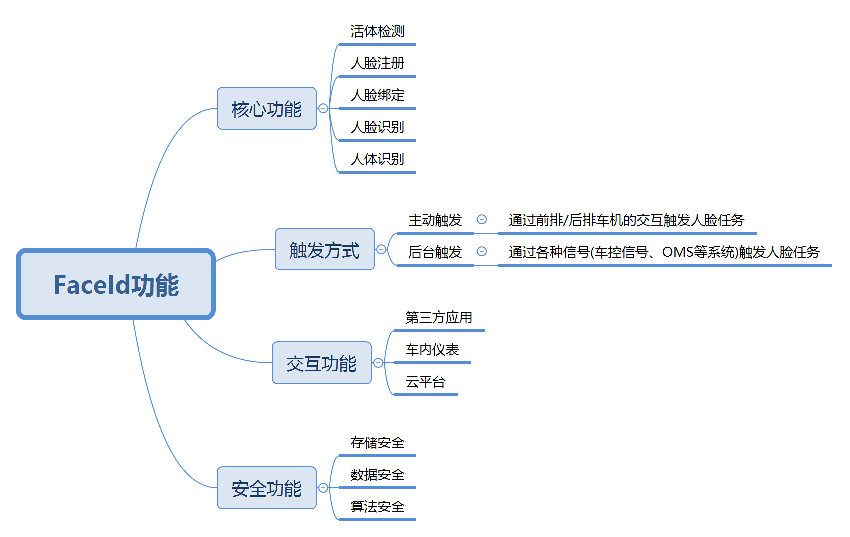 活体检测
人脸注册
人脸绑定
核心功能
人脸识别
人体识别
主动触发
通过前排/后排车机的交互触发人脸任务
触发方式
后台触发
通过各种信号(车控信号、OMS等系统)触发人脸任务
FaceId功能
第三方应用
交互功能
车内仪表
云平台
存储安全
安全功能
数据安全
算法安全